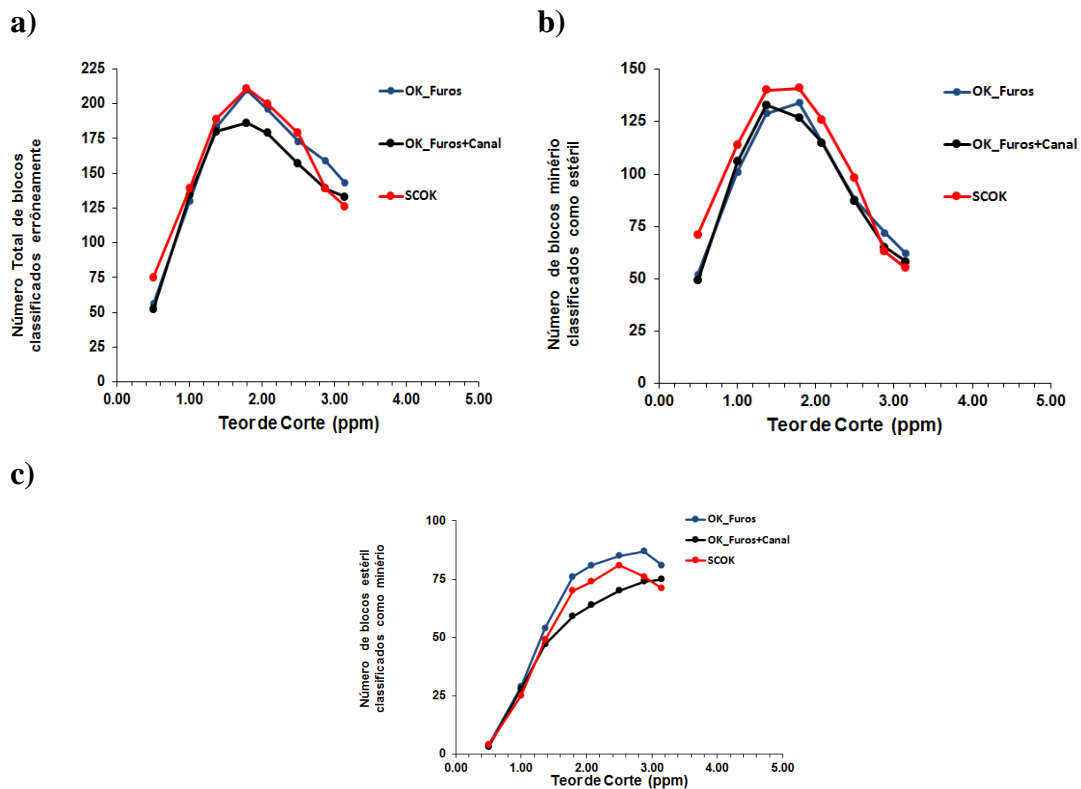 a)
225
200
175
150
125
100
75
50
25
0
0.00 1.00 2.00 3.00 4.00 5.00
Número Total de blocos
classificados errôneamente
Teor de Corte (ppm)
OK_Furos
OK_Furos+Canal
SCOK
b)
150
125
100
75
50
25
0
0.00 1.00 2.00 3.00 4.00 5.00
Número de blocos minério
classificados como estéril
Teor de Corte (ppm)
OK_Furos
OK_Furos+Canal
SCOK
c)
100
75
50
25
0
0.00 1.00 2.00 3.00 4.00 5.00
Número de blocos estéril
classificados como minério
Teor de Corte (ppm)
OK_Furos
OK_Furos+Canal
SCOK